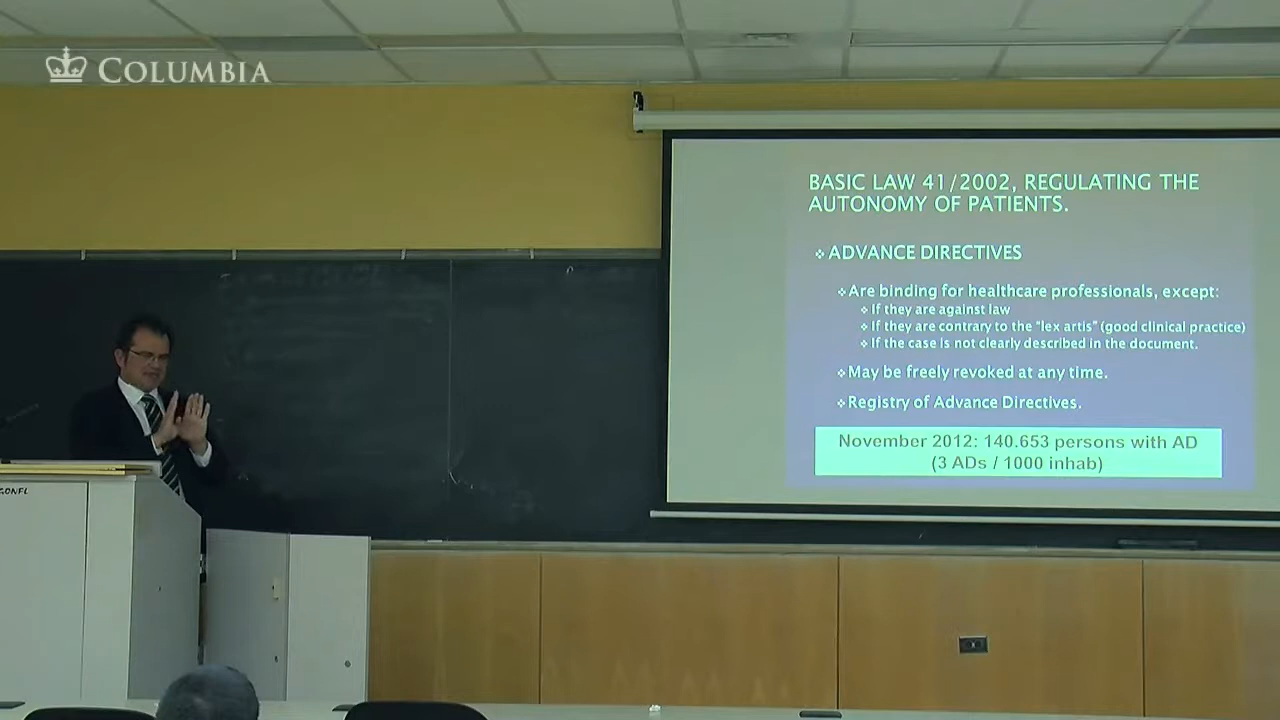 COLUMBIA
BASIC LAW 41/2002, REGULATING THE
AUTONOMY OF PATIENTS.
ADVANCE DIRECTIVES
Are binding for healthcare professionals, except:
If they are against law
If they are contrary to the "lex artis" (good clinical practice)
If the case is not clearly described in the document.
May be freely revoked at any time.
Registry of Advance Directives.
November 2012: 140.653 persons with AD
(3 ADs / 1000 inhab)